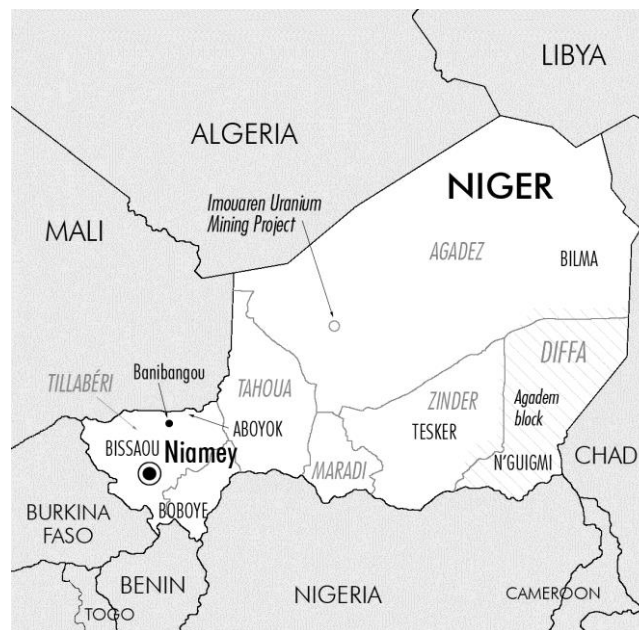 LIBYA
ALGERIA
NIGER
Imouaren Uranium
Mining Project
MALI
AGADEZ
BILMA
DIFFA
Banibangou
TILLABÉRI
TAHOUA
ZINDER
Agadem
block
ABOYOK
TESKER
BISSAOU
Niamey
MARADI
N'GUIGMI
CHAD
BOBOYE
BURKINA
FASO
BENIN
NIGERIA
CAMEROON
TOGO